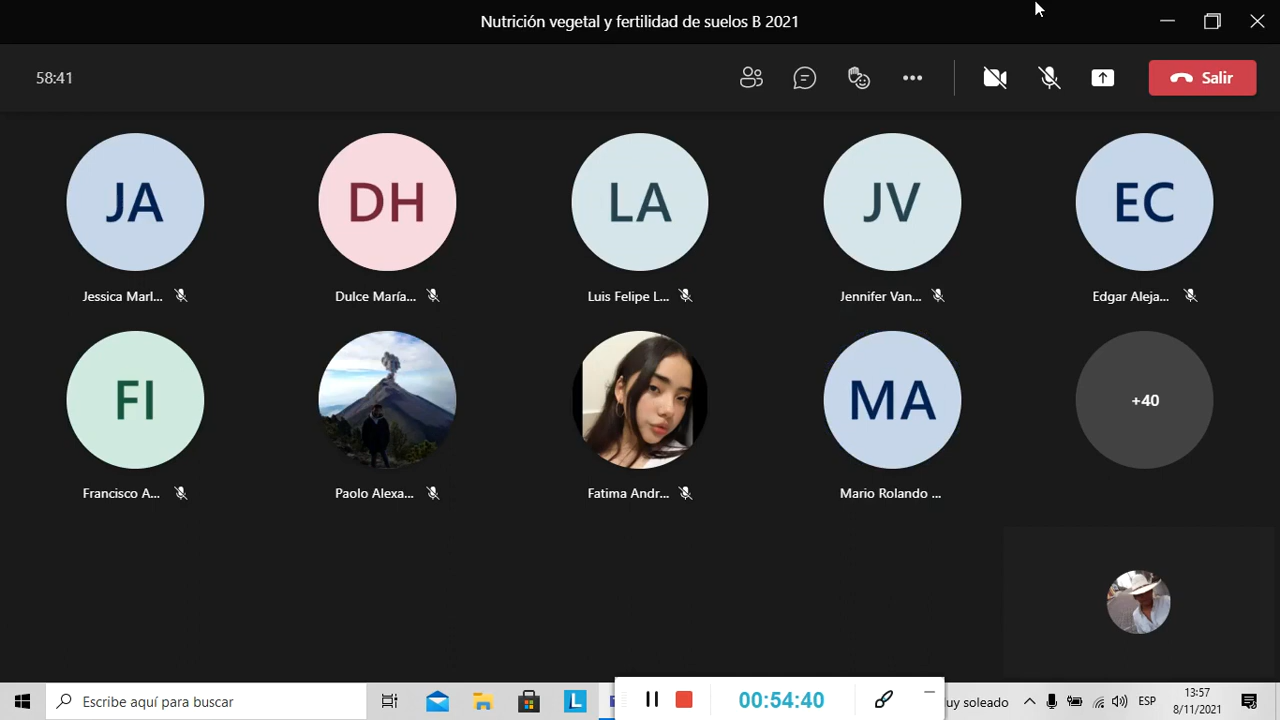 Nutrición vegetal y fertilidad de suelos B 2021
58:41
Salir
JA
DH
LA
JV
EC
Jessica Marl...
Dulce María...
Luis Felipe L...
Jennifer Van...
Edgar Aleja...
FI
MA
+40
Francisco A...
Paolo Alexa...
Fatima Andr...
Mario Rolando ...
Escribe aquí para buscar
L
00:54:40
uy soleado
ESP
13:57
8/11/2021